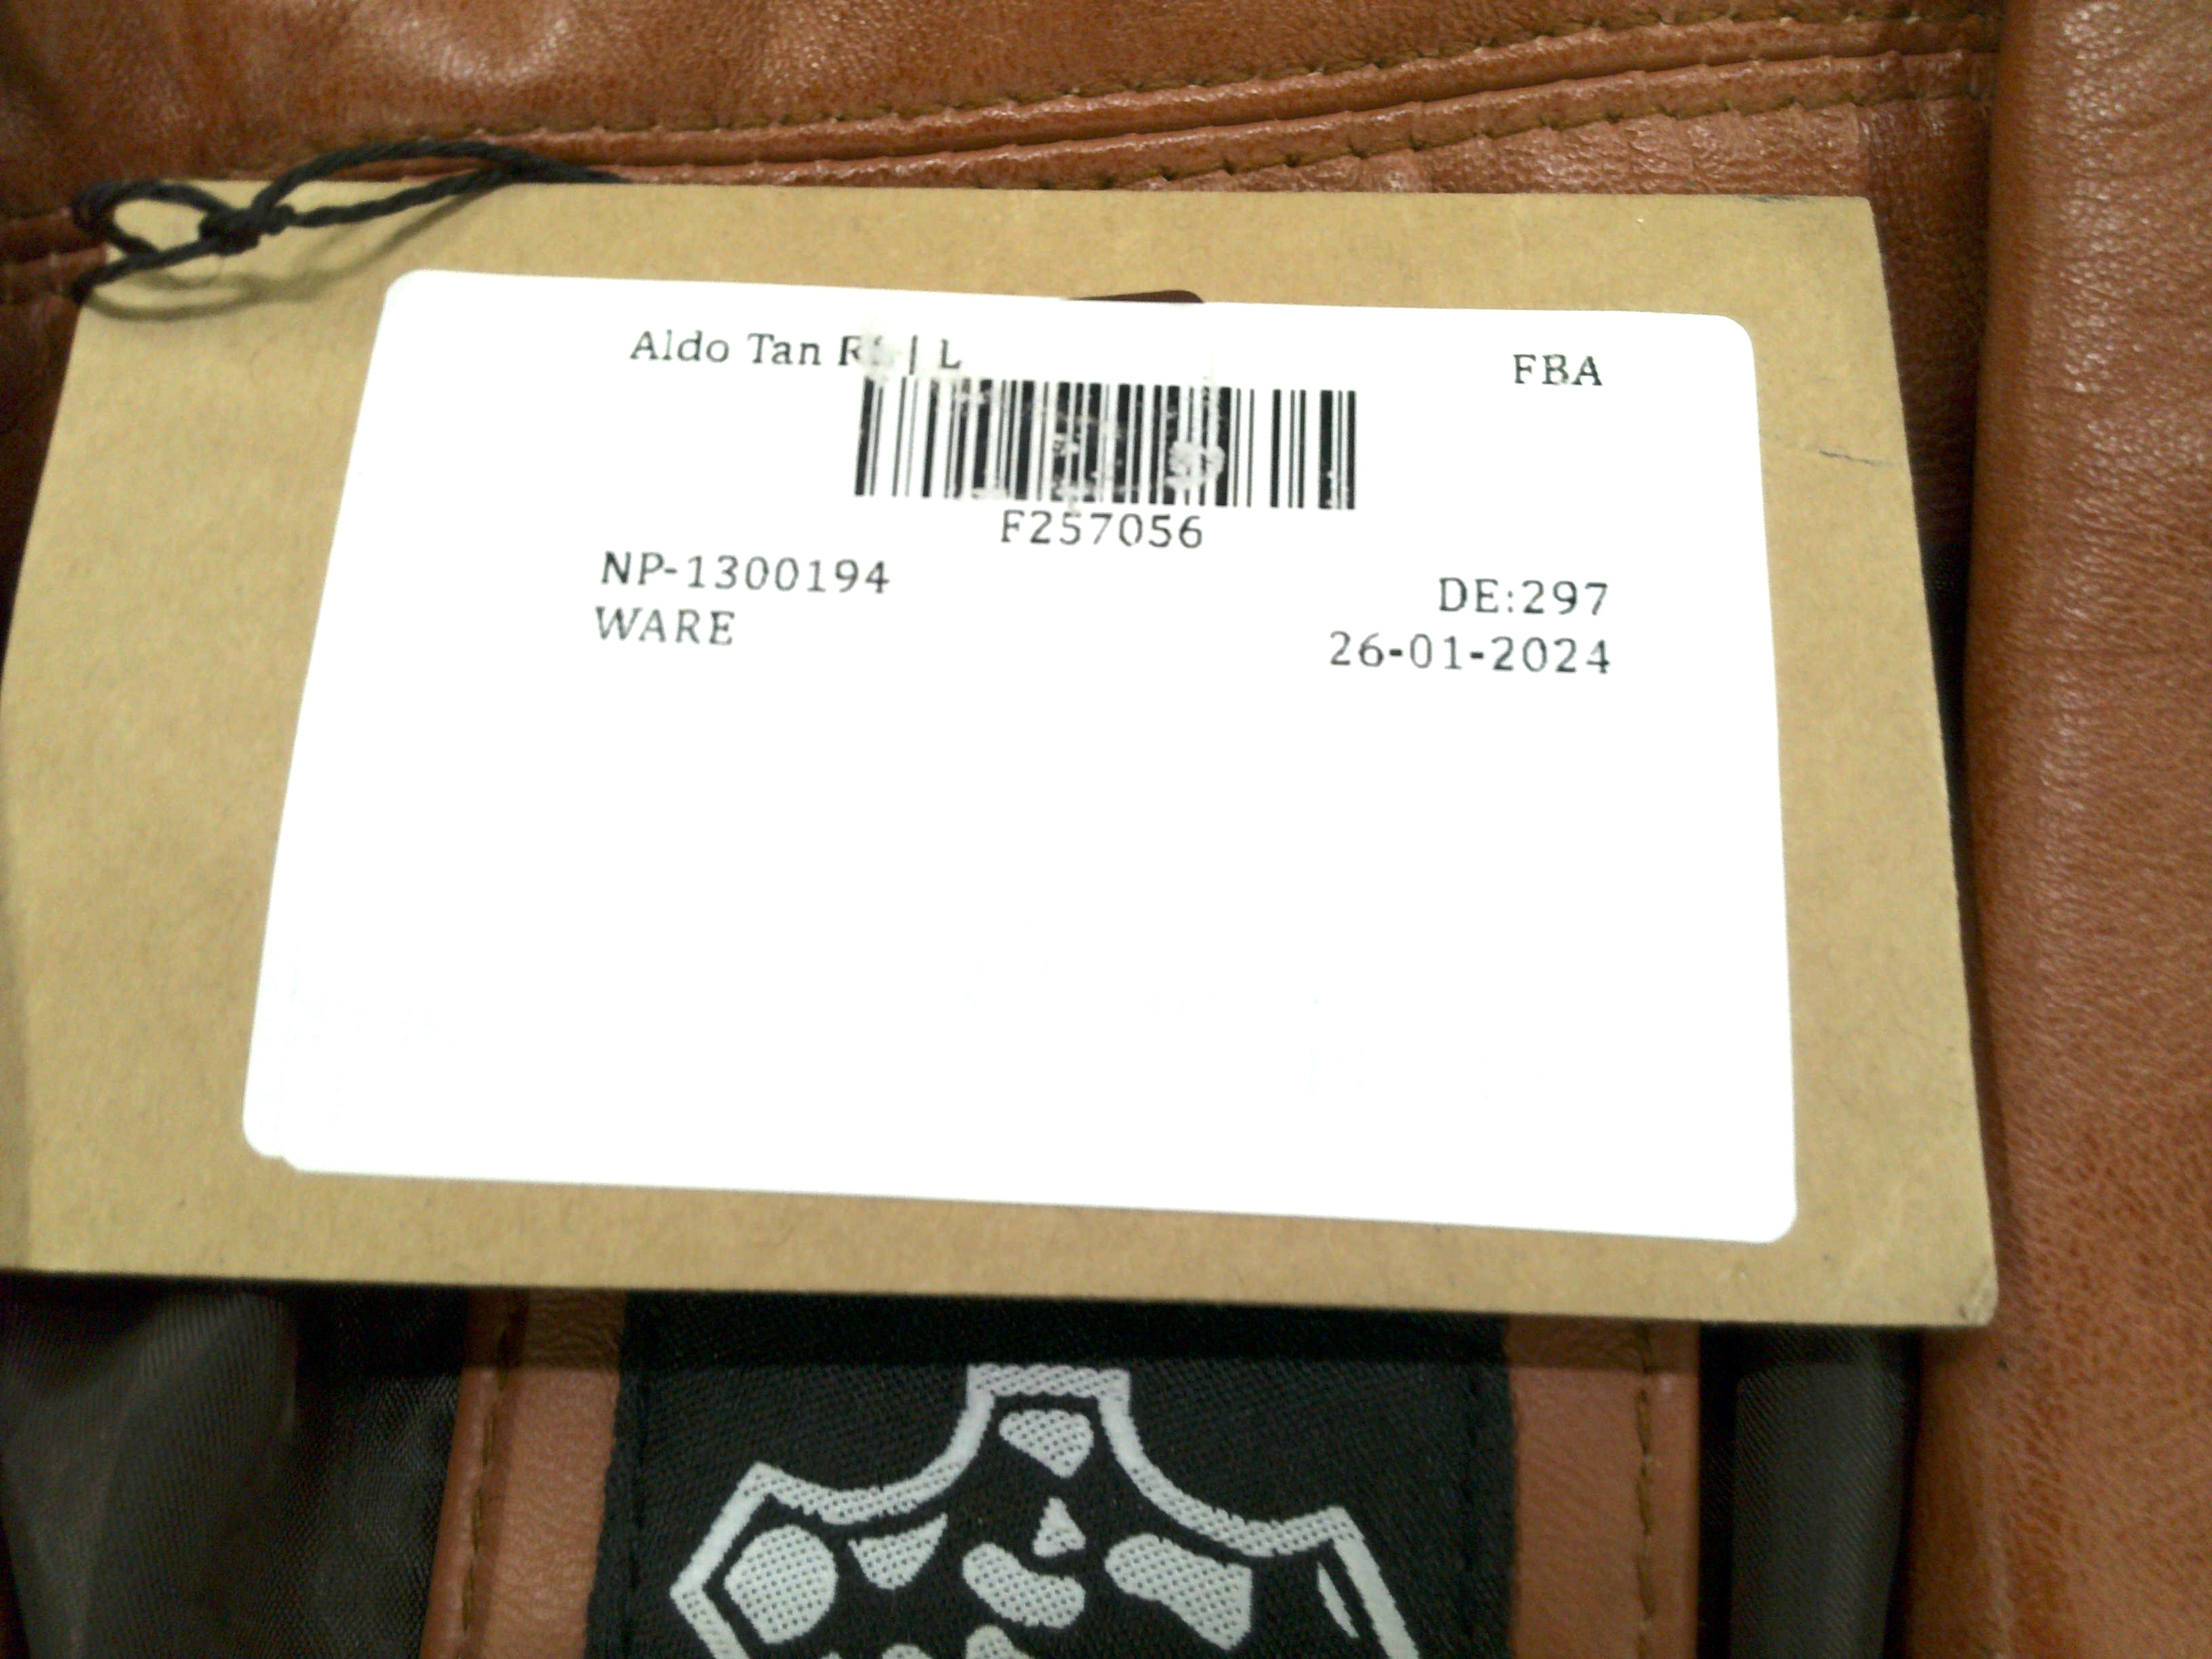 Aldo Tan | L
FBA
F257056
NP-1300194
DE:297
WARE
26-01-2024